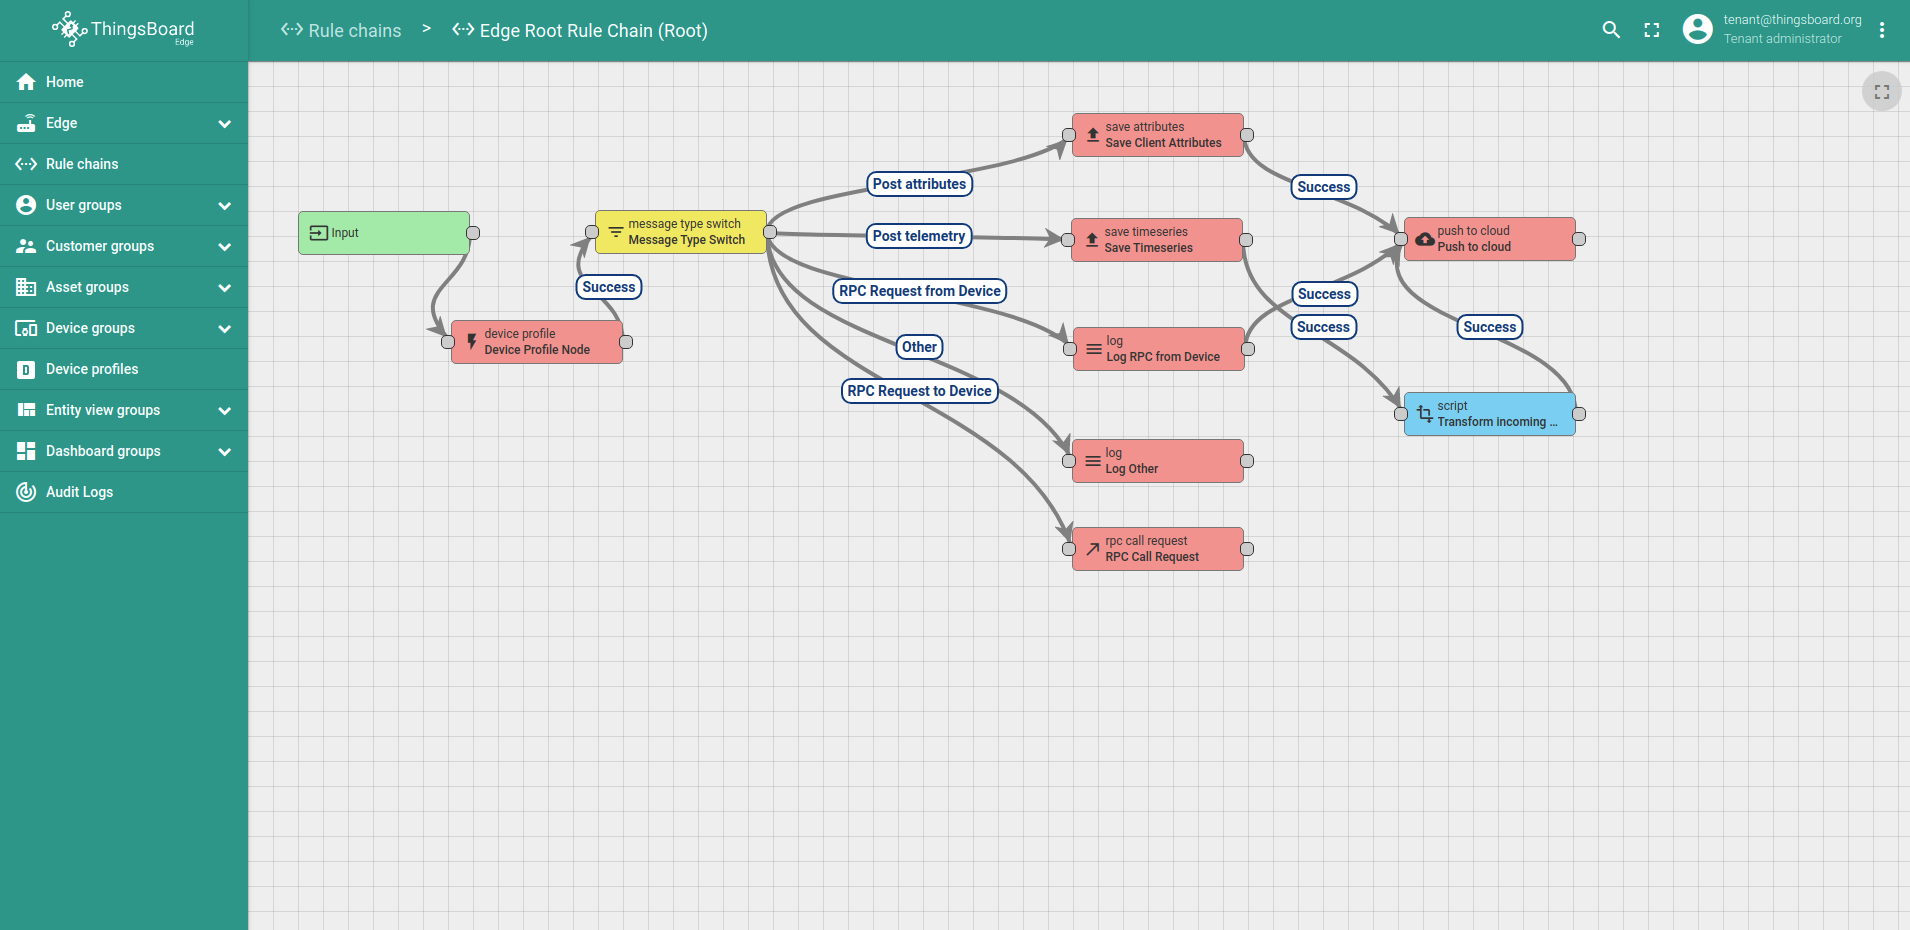 ThingsBoard
Edge
Rule chains > Edge Root Rule Chain (Root)
tenant@thingsboard.org
Tenant administrator
Home
Edge
Rule chains
User groups
Customer groups
Asset groups
Device groups
Device profiles
D
Entity view groups
Dashboard groups
Audit Logs
Input
device profile
Device Profile Node
Success
message type switch
Message Type Switch
Post attributes
Post telemetry
RPC Request from Device
Other
RPC Request to Device
save attributes
Save Client Attributes
save timeseries
Save Timeseries
log
Log RPC from Device
log
Log Other
rpc call request
RPC Call Request
Success
Success
Success
Success
push to cloud
Push to cloud
script
Transform incoming ...